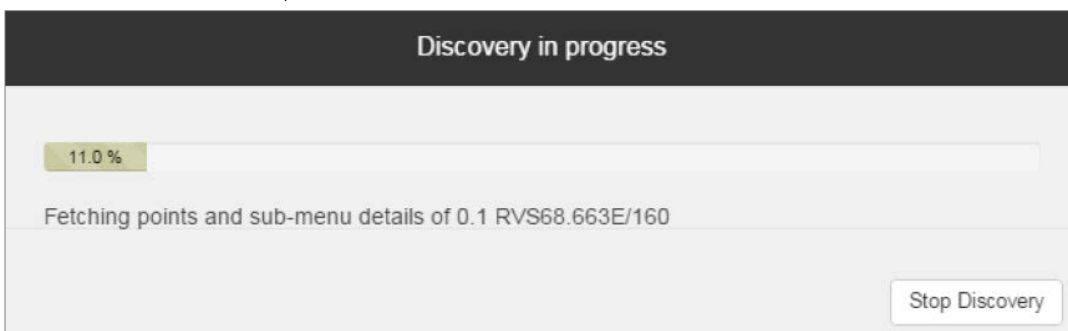 Discovery in progress
11.0 %
Fetching points and sub-menu details of 0.1 RVS68.663E/160
Stop Discovery